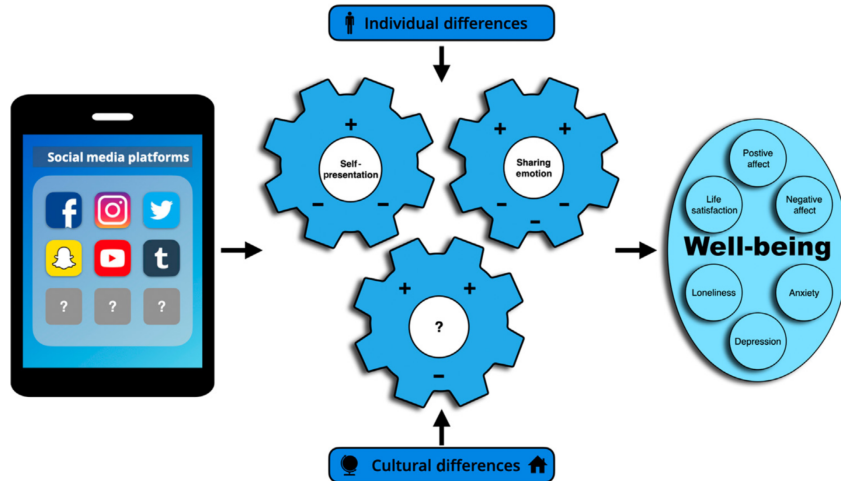 Individual differences
Social media platforms
?
?
?
+
Self-
presentation
–
–
+
+
Sharing
emotion
–
–
–
+
+
?
–
Postive
affect
Life
satisfaction
Negative
affect
Well-being
Loneliness
Anxiety
Depression
Cultural differences